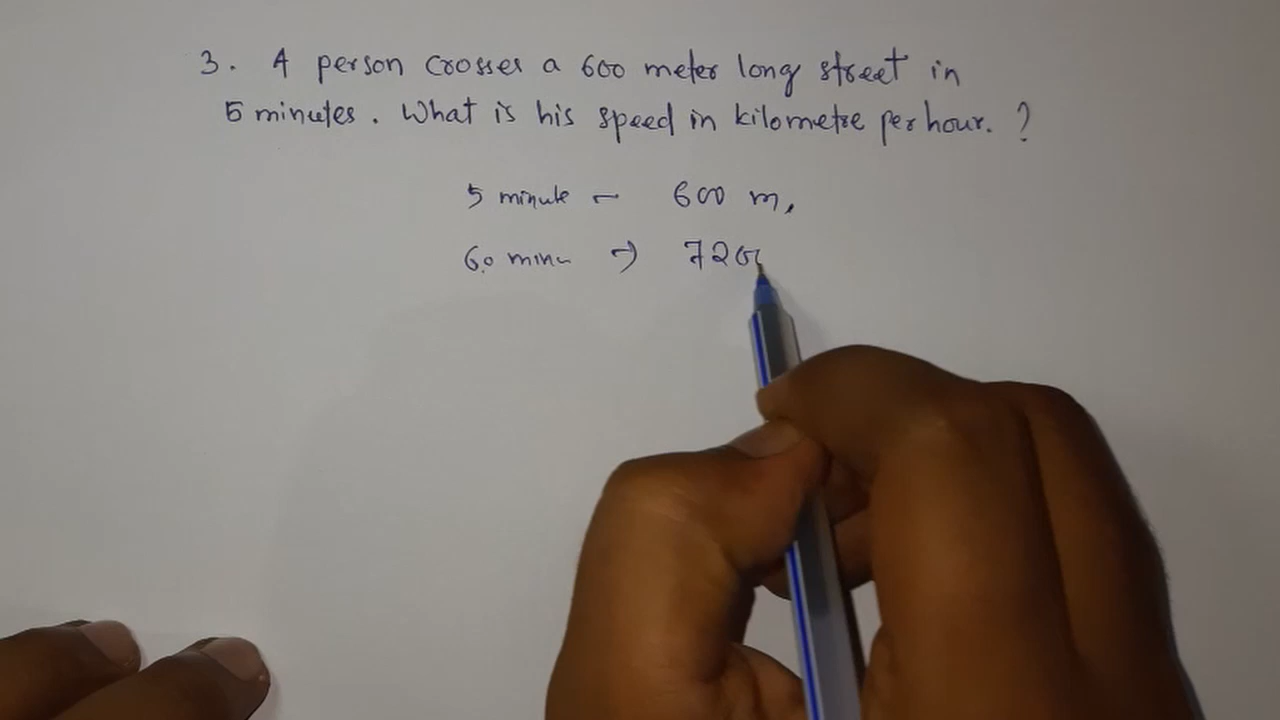 3. A person crosses a 600 meter long street in
5 minutes. What is his speed in kilometre per hour. ?
5 minute - 600 m.
60 minu → 720